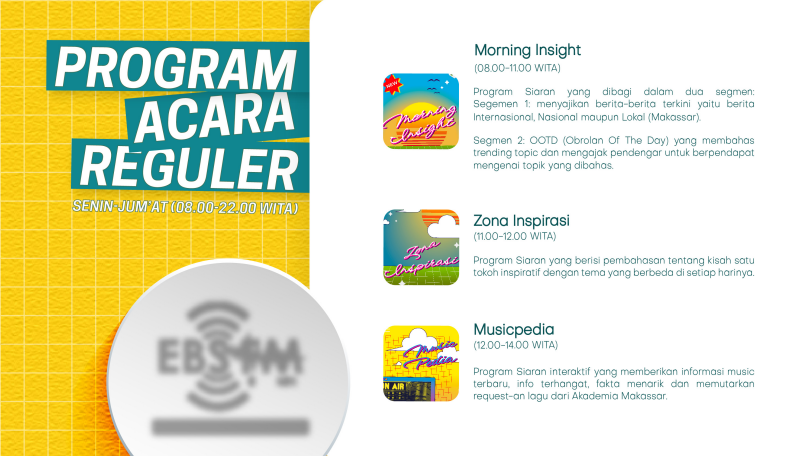 PROGRAM
ACARA
REGULER
SENIN-JUM'AT (08.00-22.00 WITA)
EBS FM
NEW
Morning
Insight
Morning Insight
(08.00-11.00 WITA)
Program Siaran yang dibagi dalam dua segmen:
Segemen 1: menyajikan berita-berita terkini yaitu berita
Internasional, Nasional maupun Lokal (Makassar).
Segmen 2: OOTD (Obrolan Of The Day) yang membahas
trending topic dan mengajak pendengar untuk berpendapat
mengenai topik yang dibahas.
Zona
Inspirasi
Zona Inspirasi
(11.00-12.00 WITA)
Program Siaran yang berisi pembahasan tentang kisah satu
tokoh inspiratif dengan tema yang berbeda di setiap harinya.
Music
Pedia
ON AIR
Musicpedia
(12.00-14.00 WITA)
Program Siaran interaktif yang memberikan informasi music
terbaru, info terhangat, fakta menarik dan memutarkan
request-an lagu dari Akademia Makassar.